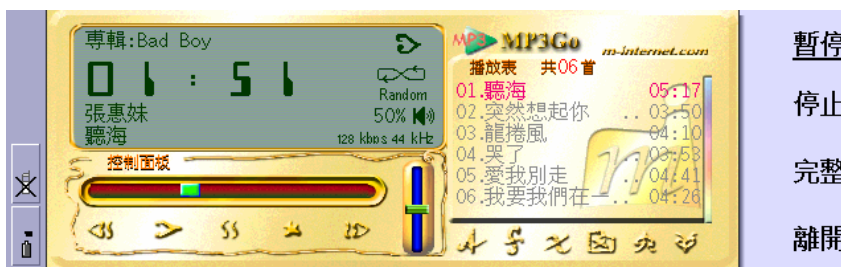 專輯:Bad Boy
01:51
Random
張惠妹
50%
聽海
128 kbps 44 kHz
控制面板
MP3 MP3Go
m-internet.com
播放表 共06首
01.聽海 05:17
02.突然想起你 .. 03:50
03.龍捲風 04:10
04.哭了 03:53
05.愛我別走 .. 04:41
06.我要我們在一.. 04:26
暫停
停止
完整
離開